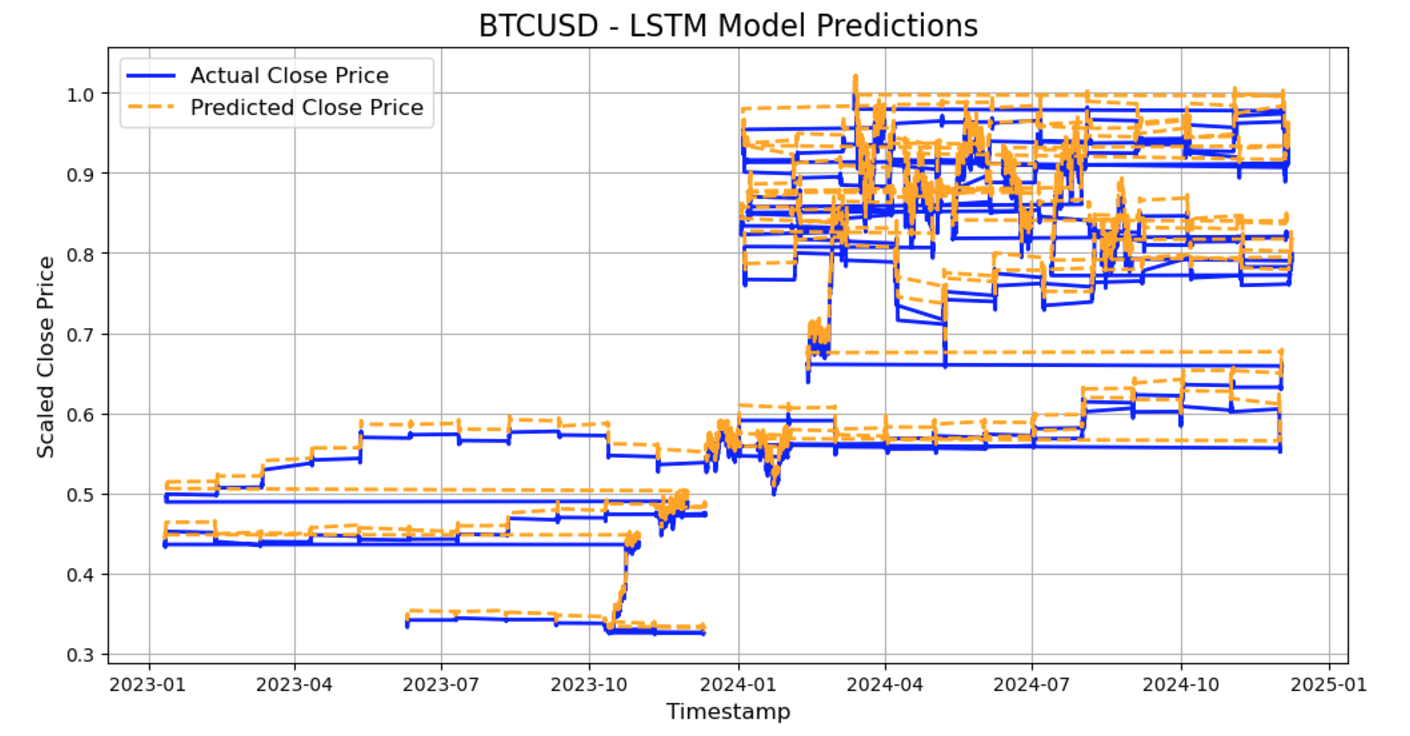 BTCUSD - LSTM Model Predictions
Actual Close Price
Predicted Close Price
Scaled Close Price
1.0
0.9
0.8
0.7
0.6
0.5
0.4
0.3
2023-01 2023-04 2023-07 2023-10 2024-01 2024-04 2024-07 2024-10 2025-01
Timestamp